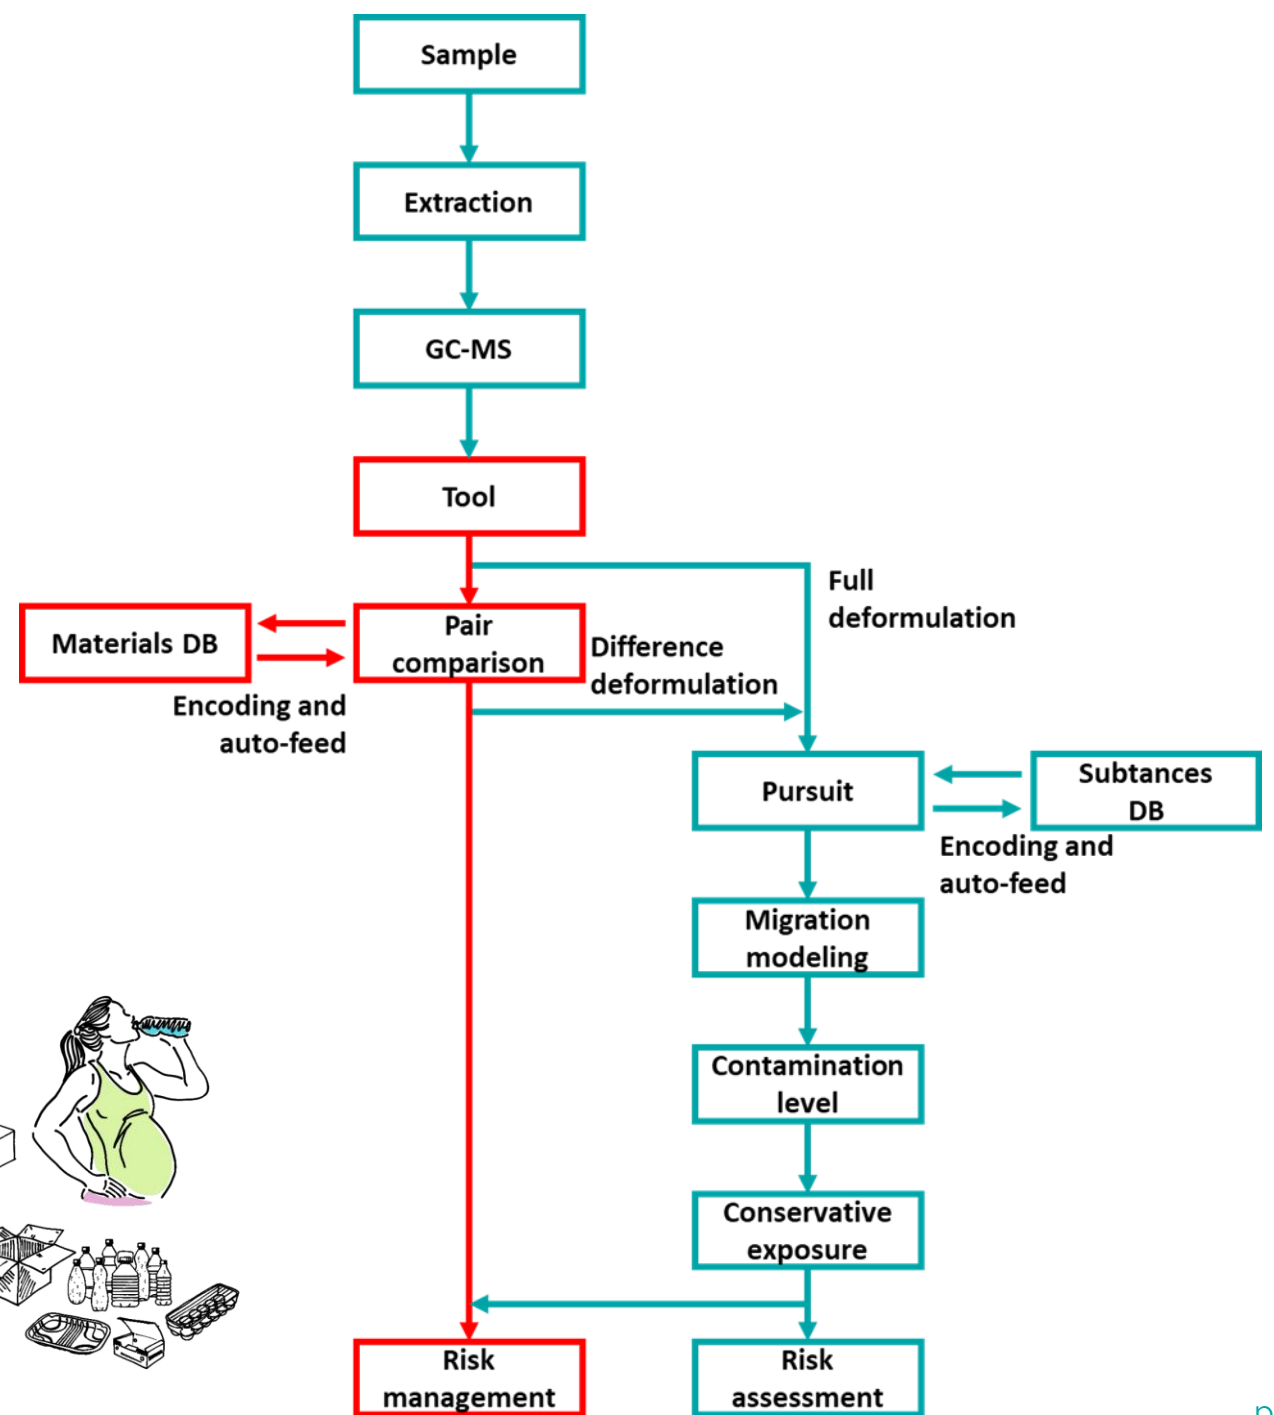 Sample
Extraction
GC-MS
Tool
Full
deformulation
Materials DB
Pair
comparison
Difference
deformulation
Encoding and
auto-feed
Pursuit
Subtances
DB
Encoding and
auto-feed
Migration
modeling
Contamination
level
Conservative
exposure
Risk
management
Risk
assessment